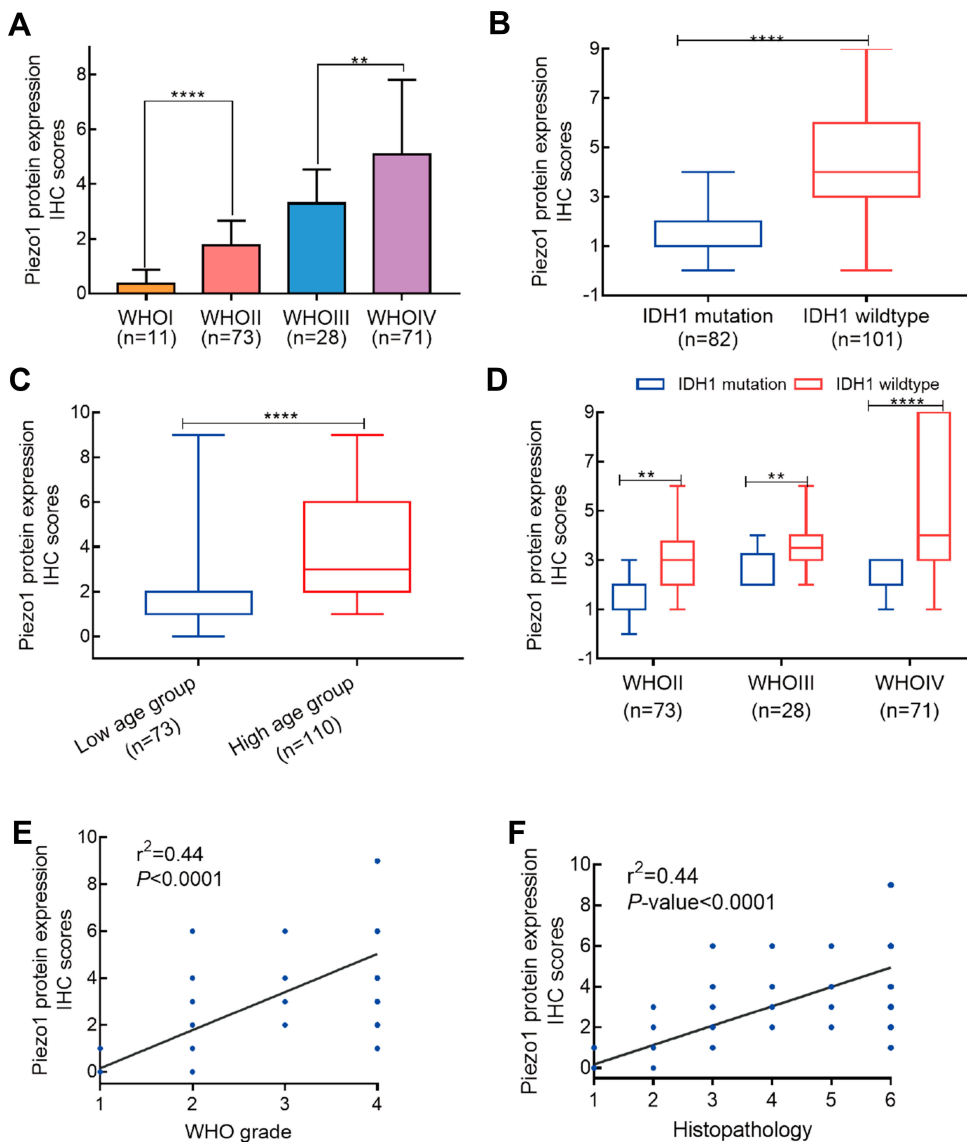 A
Piezo1 protein expression
IHC scores
8
6
4
2
0
****
**
WHOI
(n=11)
WHOII
(n=73)
WHOIII
(n=28)
WHOIV
(n=71)
B
Piezo1 protein expression
IHC scores
9
7
5
3
1
-1
****
IDH1 mutation
(n=82)
IDH1 wildtype
(n=101)
C
Piezo1 protein expression
IHC scores
10
8
6
4
2
0
****
Low age group
(n=73)
High age group
(n=110)
D
IDH1 mutation
IDH1 wildtype
Piezo1 protein expression
IHC scores
9
7
5
3
1
-1
**
**
****
WHOII
(n=73)
WHOIII
(n=28)
WHOIV
(n=71)
E
Piezo1 protein expression
IHC scores
10
8
6
4
2
0
r²=0.44
P<0.0001
1 2 3 4
WHO grade
F
Piezo1 protein expression
IHC scores
10
8
6
4
2
0
r²=0.44
P-value<0.0001
1 2 3 4 5 6
Histopathology